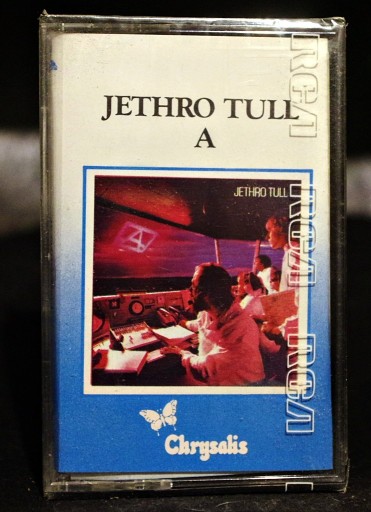 JETHRO TULL
A
JETHRO TULL
A
Chrysalis
RCA
RCA
RCA